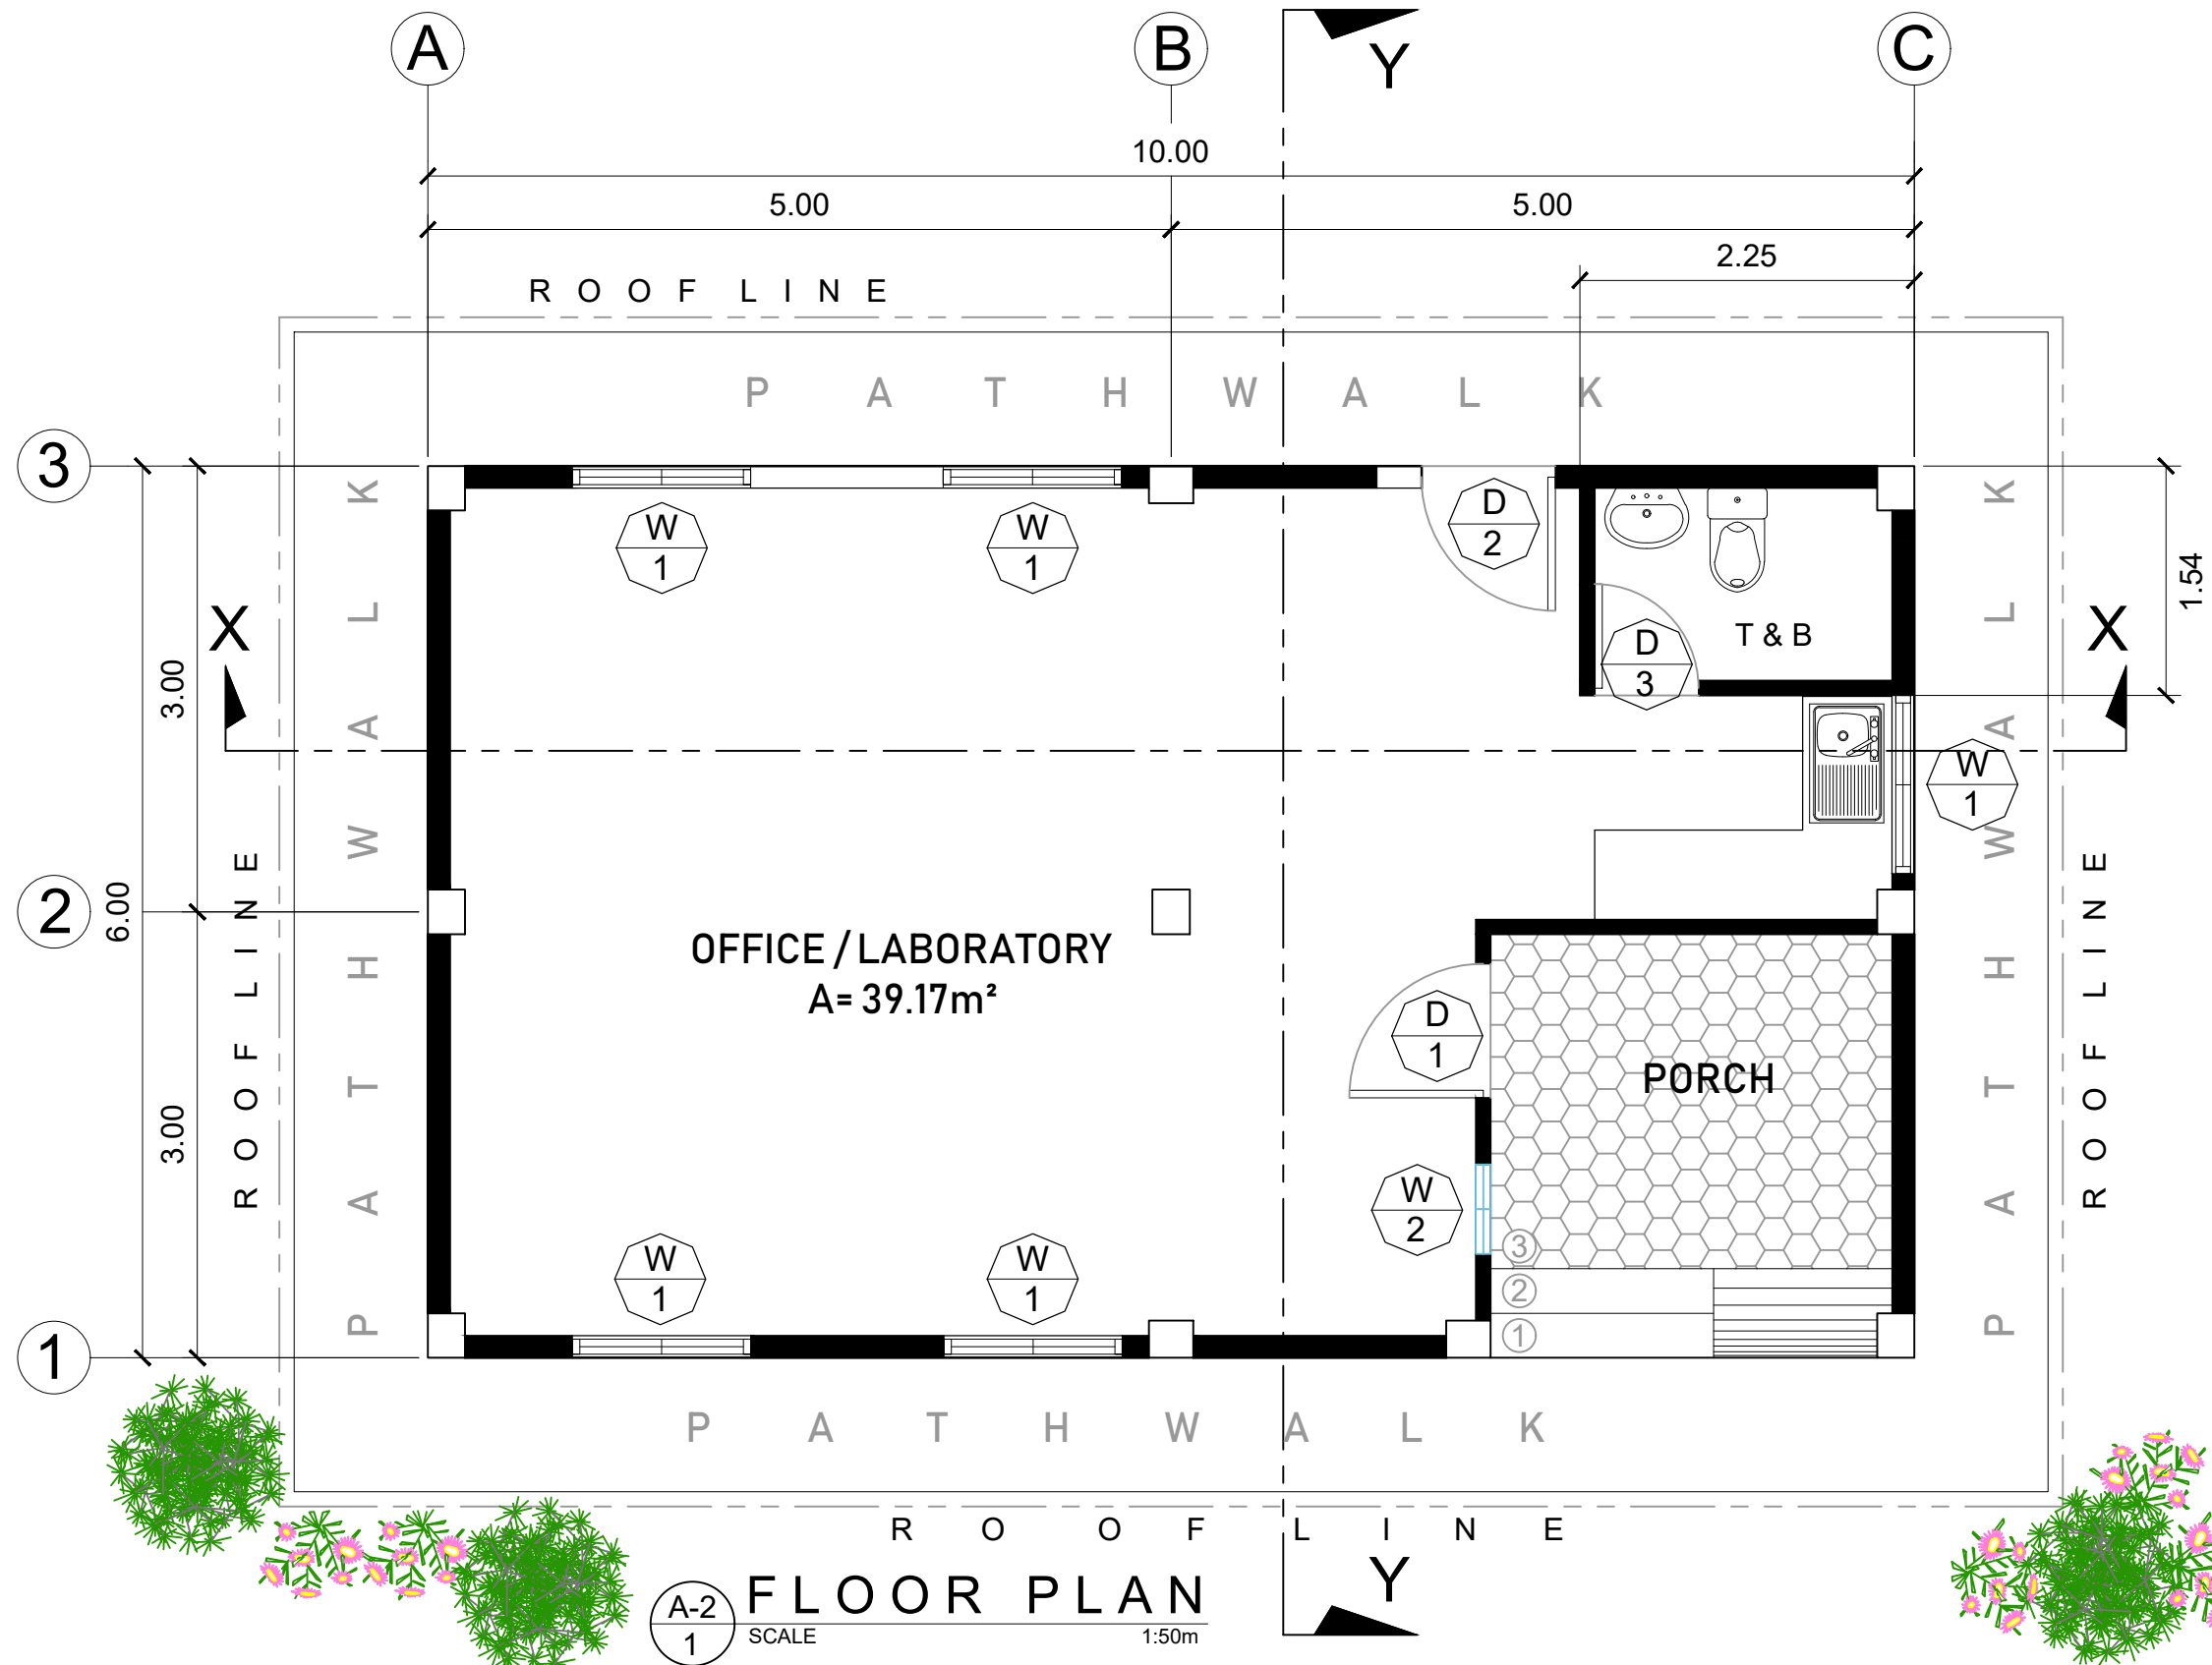 A
B
C
Y
10.00
5.00
5.00
2.25
ROOF LINE
PATHWALK
3
W
1
W
1
D
2
1.54
X
X
T & B
D
3
3.00
PATHWALK
PATHWALK
W
1
ROOF LINE
ROOF LINE
2
6.00
OFFICE / LABORATORY
A= 39.17m²
D
1
PORCH
3.00
W
2
W
1
W
1
3
2
1
1
PATHWALK
ROOF LINE
Y
A-2
1
FLOOR PLAN
SCALE 1:50m